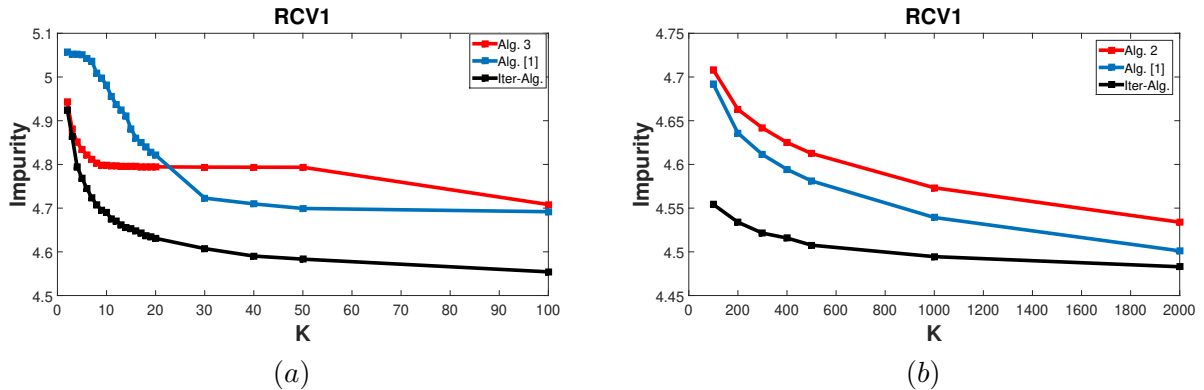 RCV1
5.1
5
4.9
4.8
4.7
4.6
4.5
Impurity
0 10 20 30 40 50 60 70 80 90 100
K
Alg. 3
Alg. [1]
Iter-Alg.
(a)
RCV1
4.75
4.7
4.65
4.6
4.55
4.5
4.45
Impurity
0 200 400 600 800 1000 1200 1400 1600 1800 2000
K
Alg. 2
Alg. [1]
Iter-Alg.
(b)